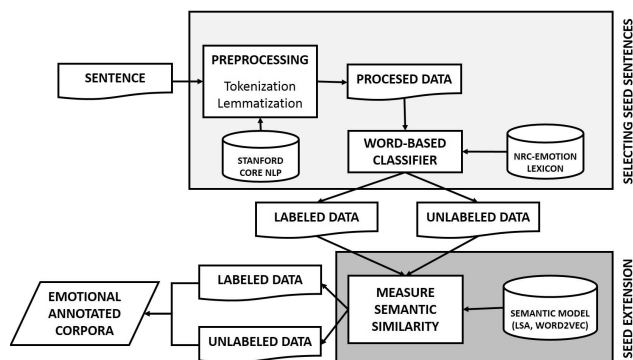 SENTENCE
PREPROCESSING
Tokenization
Lemmatization
PROCESED DATA
STANFORD
CORE NLP
WORD-BASED
CLASSIFIER
NRC-EMOTION
LEXICON
SELECTING SEED SENTENCES
LABELED DATA
UNLABELED DATA
EMOTIONAL
ANNOTATED
CORPORA
LABELED DATA
UNLABELED DATA
MEASURE
SEMANTIC
SIMILARITY
SEMANTIC MODEL
(LSA, WORD2VEC)
SEED EXTENSION